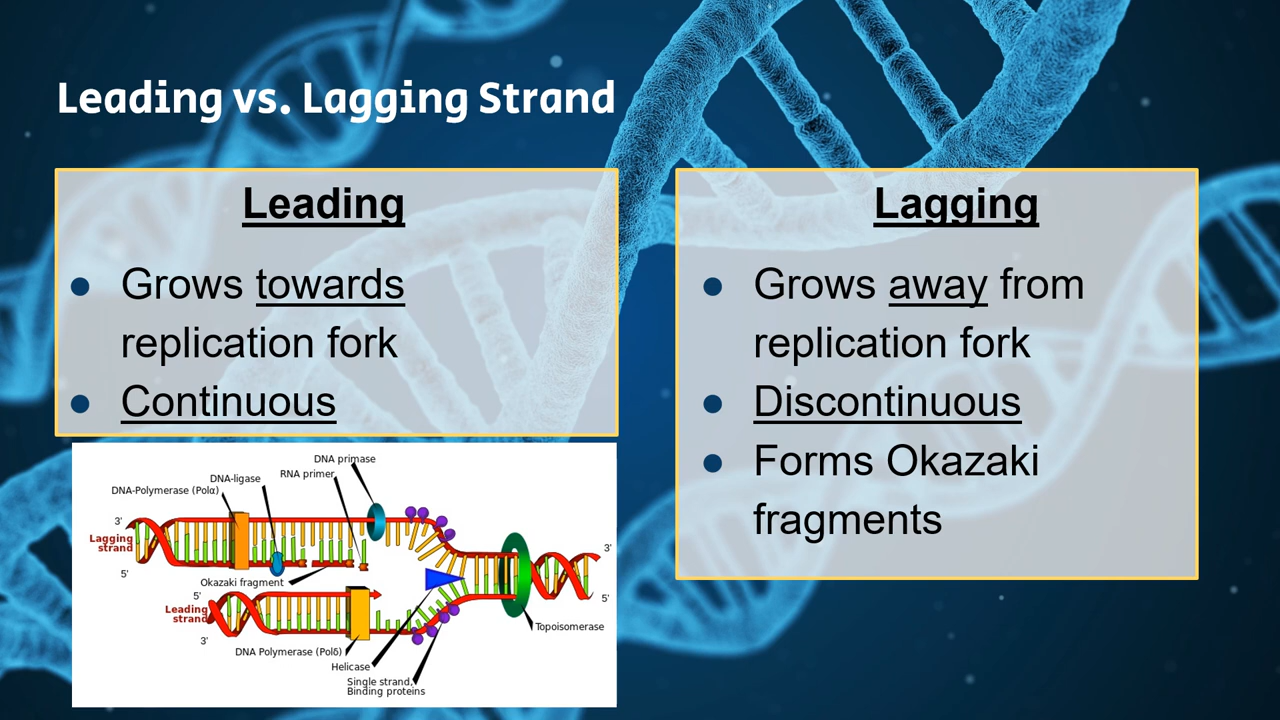 Leading vs. Lagging Strand
Leading
● Grows towards
replication fork
● Continuous
Lagging
● Grows away from
replication fork
● Discontinuous
● Forms Okazaki
fragments
DNA primase
RNA primer
DNA-ligase
DNA-Polymerase (Polα)
3'
Lagging
strand
5'
Okazaki fragment
5'
Leading
strand
3'
DNA Polymerase (Polδ)
Helicase
Single strand,
Binding proteins
Topoisomerase
3'
5'